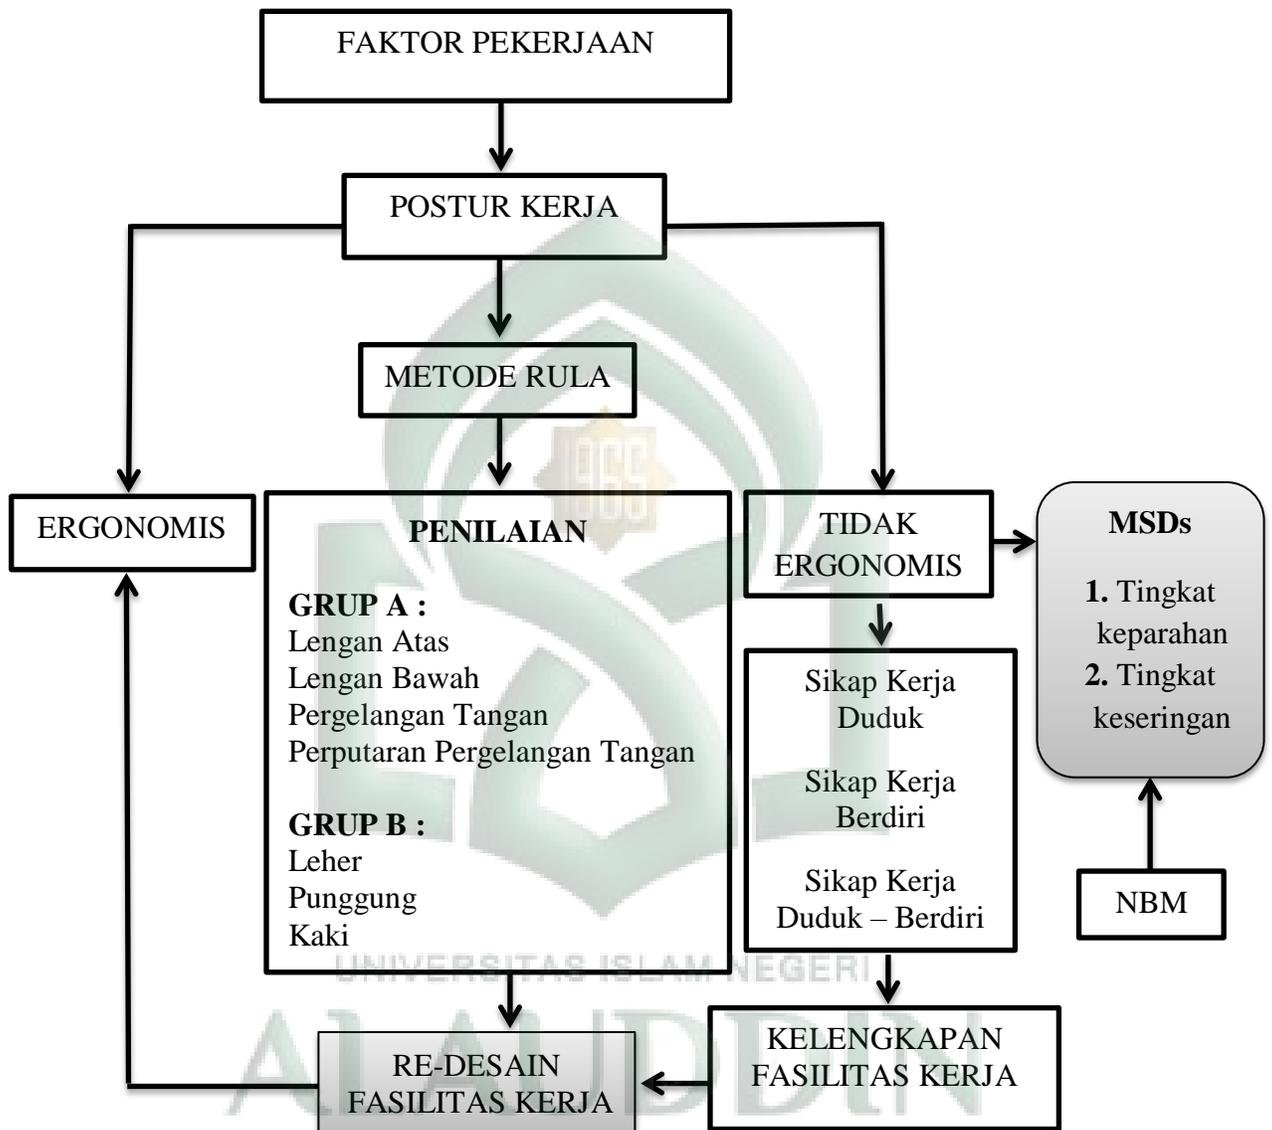 FAKTOR PEKERJAAN
POSTUR KERJA
METODE RULA
ERGONOMIS
PENILAIAN
GRUP A :
Lengan Atas
Lengan Bawah
Pergelangan Tangan
Perputaran Pergelangan Tangan
GRUP B :
Leher
Punggung
Kaki
TIDAK
ERGONOMIS
MSDs
1. Tingkat
keparahan
2. Tingkat
keseringan
Sikap Kerja
Duduk
Sikap Kerja
Berdiri
Sikap Kerja
Duduk – Berdiri
NBM
KELENGKAPAN
FASILITAS KERJA
RE-DESAIN
FASILITAS KERJA
1965
UNIVERSITAS ISLAM NEGERI
ALAUDDIN